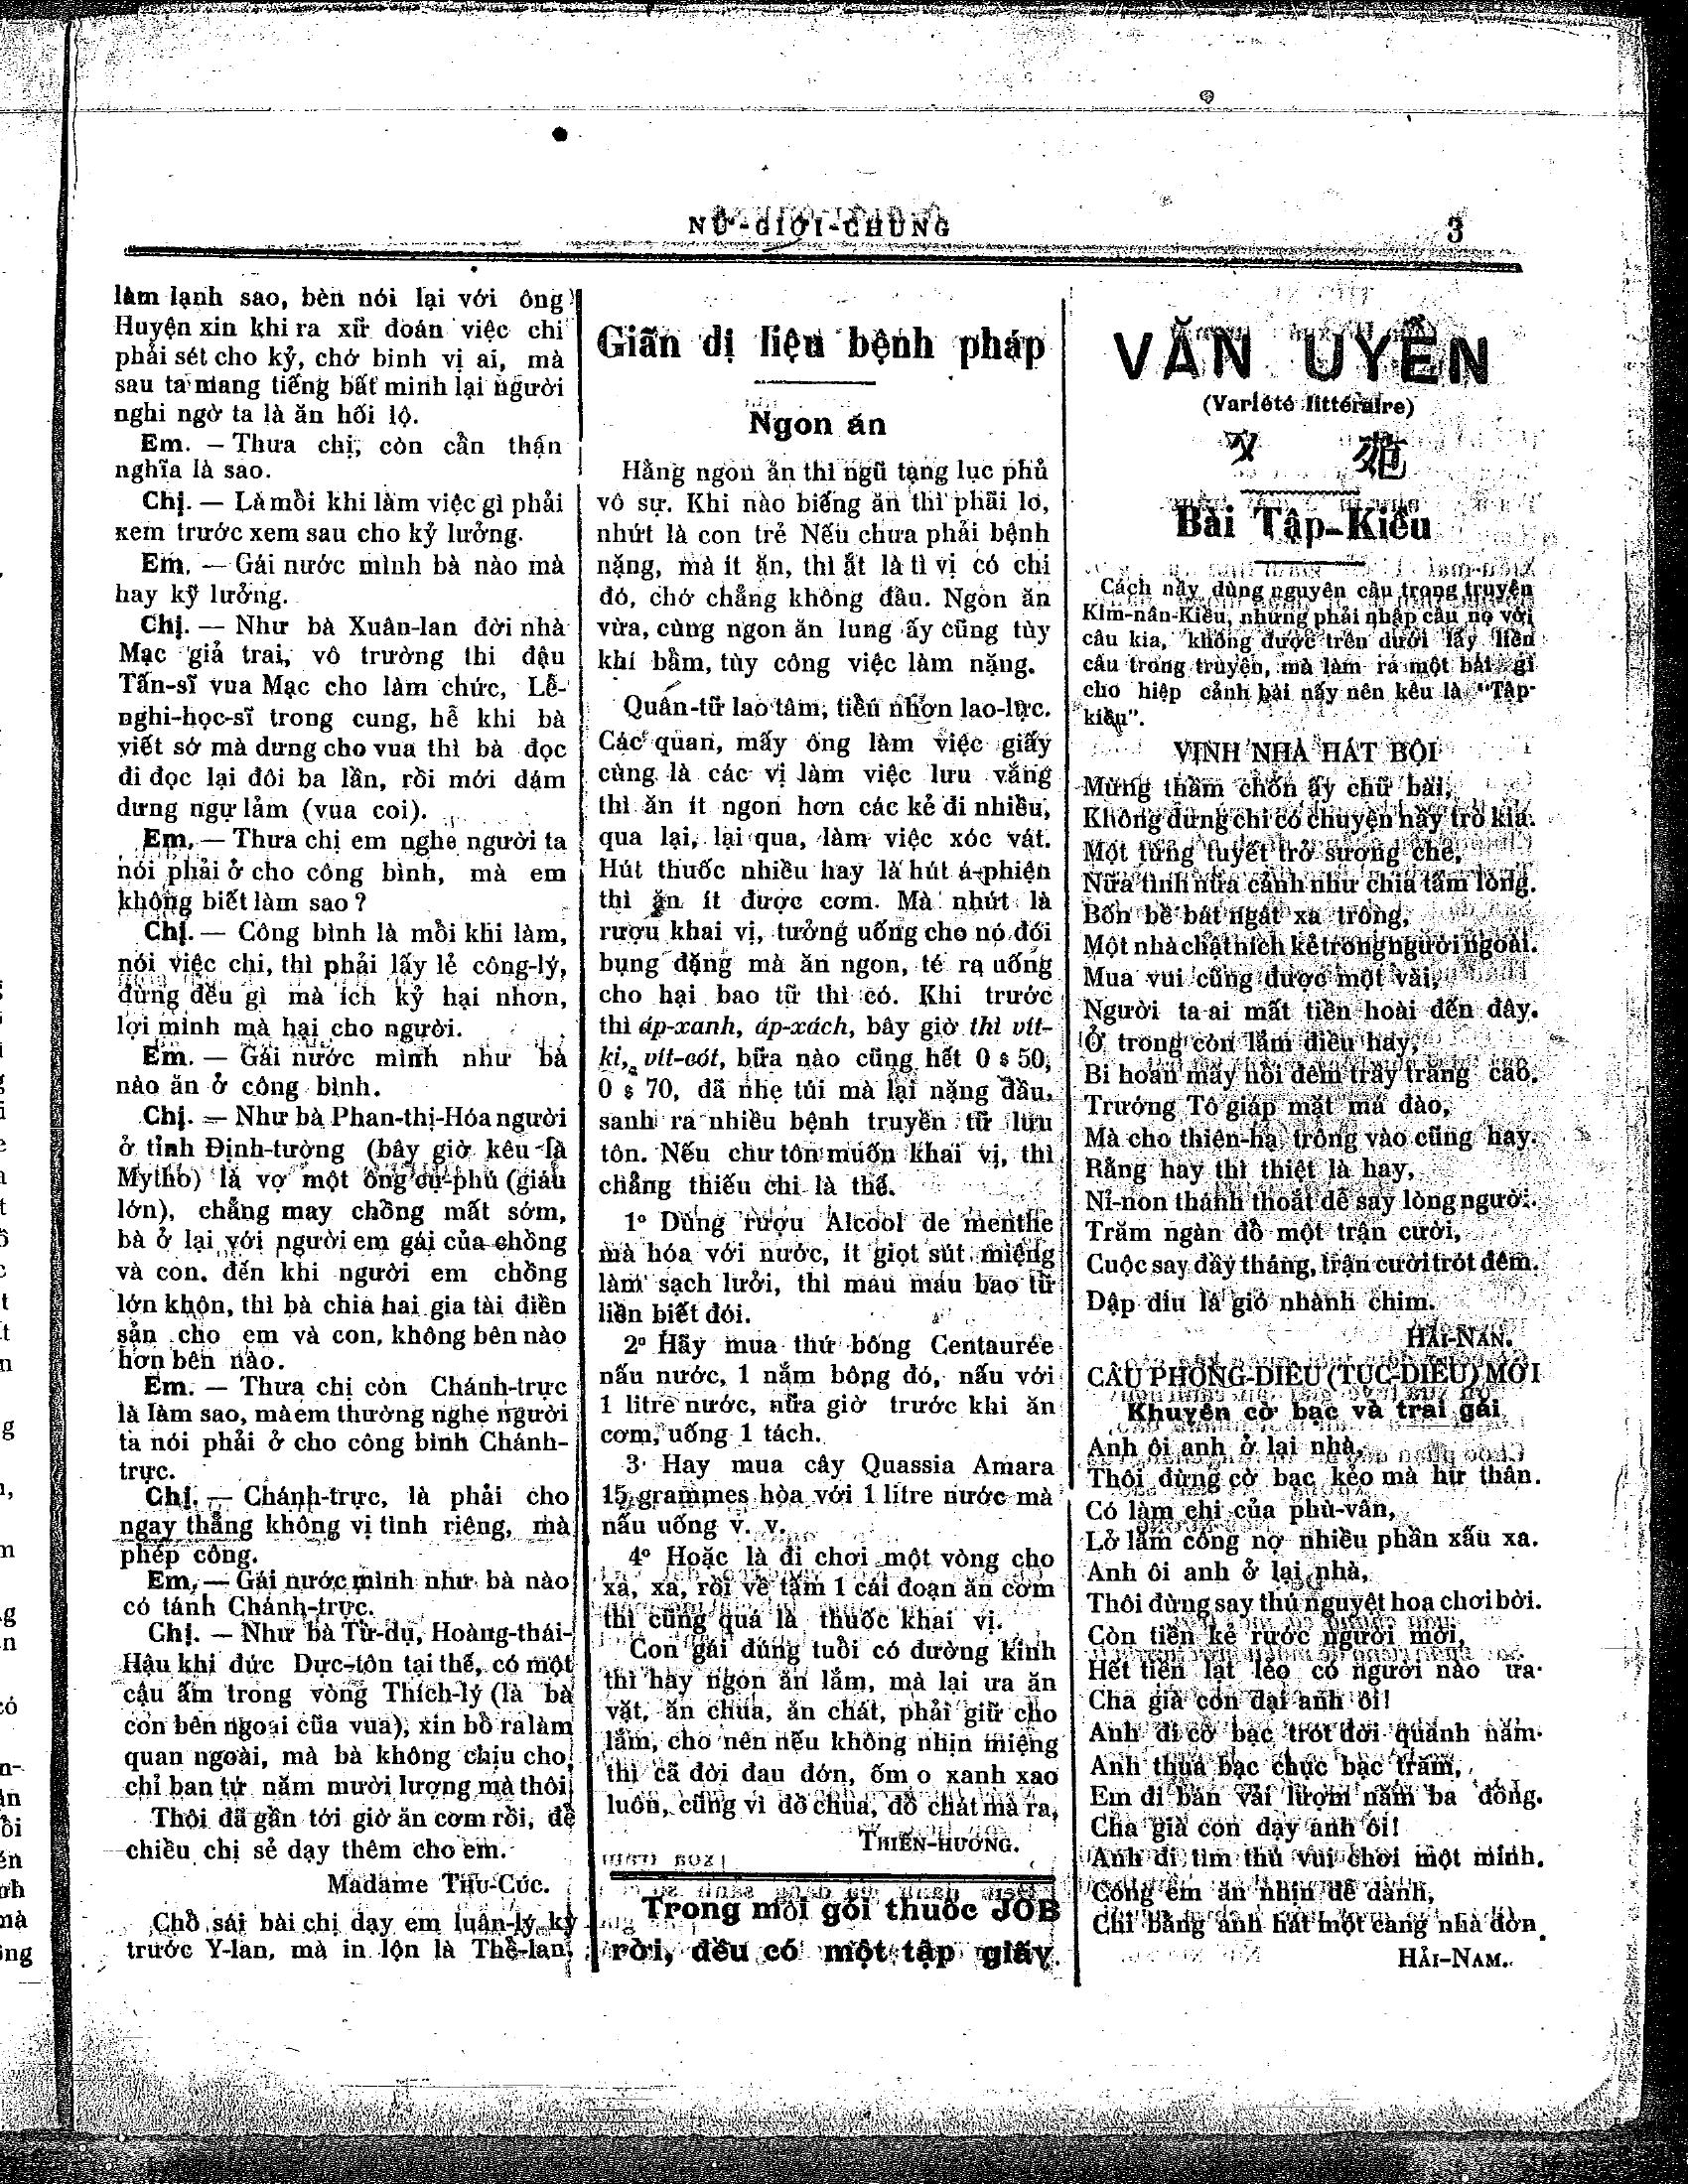 NỮ-GIỚI-CHUNG
3
làm lạnh sao, bèn nói lại với ông
Huyện xin khi ra xử đoán việc chi
phải sét cho kỷ, chớ binh vị ai, mà
sau ta mang tiếng bất minh lại người
nghi ngờ ta là ăn hối lộ.
Em. — Thưa chị, còn cẩn thận
nghĩa là sao.
Chị. — Là mỗi khi làm việc gì phải
xem trước xem sau cho kỷ lưởng.
Em. — Gái nước mình bà nào mà
hay kỹ lưởng.
Chị. — Như bà Xuân-lan đời nhà
Mạc giả trai, vô trường thi đậu
Tấn-sĩ vua Mạc cho làm chức, Lễ-
nghi-học-sĩ trong cung, hễ khi bà
viết sớ mà dưng cho vua thì bà đọc
đi đọc lại đôi ba lần, rồi mới dám
dưng ngự lảm (vua coi).
Em. — Thưa chị em nghe người ta
nói phải ở cho công bình, mà em
không biết làm sao ?
Chị. — Công bình là mỗi khi làm,
nói việc chi, thì phải lấy lẻ công-lý,
đừng đều gì mà ích kỷ hại nhơn,
lợi mình mà hại cho người.
Em. — Gái nước mình như bà
nào ăn ở công bình.
Chị. — Như bà Phan-thị-Hóa người
ở tỉnh Định-tường (bây giờ kêu là
Mytho) là vợ một ông cự-phú (giàu
lớn), chẳng may chồng mất sớm,
bà ở lại với người em gái của chồng
và con. đến khi người em chồng
lớn khôn, thì bà chia hai gia tài điền
sản cho em và con, không bên nào
hơn bên nào.
Em. — Thưa chị còn Chánh-trực
là làm sao, mà em thường nghe người
ta nói phải ở cho công bình Chánh-
trực.
Chị. — Chánh-trực, là phải cho
ngay thẳng không vị tình riêng, mà
phép công.
Em. — Gái nước mình như bà nào
có tánh Chánh-trực.
Chị. — Như bà Từ-dụ, Hoàng-thái-
Hậu khi đức Dực-tôn tại thế, có một
cậu ấm trong vòng Thích-lý (là bà
con bên ngoại của vua), xin bổ ra làm
quan ngoài, mà bà không chịu cho,
chỉ ban tứ năm mười lượng mà thôi.
Thôi đã gần tới giờ ăn cơm rồi, để
chiều chị sẻ dạy thêm cho em.
Madame THU-CÚC.
Chỗ sái bài chị dạy em luân-lý kỳ
trước Y-lan, mà in lộn là Thề-lan.
Giãn dị liệu bệnh pháp
Ngon ăn
Hằng ngon ăn thì ngũ tạng lục phủ
vô sự. Khi nào biếng ăn thì phãi lo,
nhứt là con trẻ Nếu chưa phải bệnh
nặng, mà ít ăn, thì ắt là tì vị có chi
đó, chớ chẳng không đâu. Ngon ăn
vừa, cùng ngon ăn lung ấy cũng tùy
khí bẩm, tùy công việc làm nặng.
Quấn-tữ lao tâm, tiểu nhơn lao-lực.
Các quan, mấy ông làm việc giấy
cùng là các vị làm việc lưu vắng
thì ăn ít ngon hơn các kẻ đi nhiều,
qua lại, lại qua, làm việc xóc vát.
Hút thuốc nhiều hay là hút á-phiện
thì ăn ít được cơm. Mà nhứt là
rượu khai vị, tưởng uống cho nó đói
bụng đặng mà ăn ngon, té ra uống
cho hại bao tữ thì có. Khi trước
thì áp-xanh, áp-xách, bây giờ thì vít-
ki, vít-cót, bữa nào cũng hết 0 $ 50,
0 $ 70, đã nhẹ túi mà lại nặng đầu,
sanh ra nhiều bệnh truyền tữ lưu
tôn. Nếu chư tôn muốn khai vị, thì
chẳng thiếu chi là thế.
1º Dùng rượu Alcool de menthe
mà hóa với nước, ít giọt sút miệng
làm sạch lưởi, thì mau mau bao tữ
liền biết đói.
2º Hãy mua thứ bông Centaurée
nấu nước, 1 nắm bông đó, nấu với
1 litre nước, nữa giờ trước khi ăn
cơm, uống 1 tách.
3º Hay mua cây Quassia Amara
15 grammes hòa với 1 litre nước mà
nấu uống v. v.
4º Hoặc là đi chơi một vòng cho
xa, xa, rồi về tắm 1 cái đoạn ăn cơm
thì cũng quá là thuốc khai vị.
Con gái đúng tuổi có đường kinh
thì hay ngon ăn lắm, mà lại ưa ăn
vặt, ăn chua, ăn chát, phải giữ cho
lắm, cho nên nếu không nhịn miệng
thì cã đời đau đớn, ốm o xanh xao
luôn, cũng vì đồ chua, đồ chát mà ra,
THIÊN-HƯƠNG.
Trong mỗi gói thuốc JOB
rời, đều có một tập giấy.
VĂN UYỂN
(Variété littéraire)
文 苑
Bài Tập-Kiều
Cách nầy dùng nguyên câu trong truyện
Kim-nân-Kiều, nhưng phải nhập câu nọ với
câu kia, không được trên dưới lấy liền
câu trong truyện, mà làm ra một bài gì
cho hiệp cảnh bài nấy nên kêu là "Tập-
kiều".
VỊNH NHÀ HÁT BỘI
Mừng thầm chốn ấy chữ bài,
Không dưng chi có chuyện nầy trò kia.
Một từng tuyết trở sương che,
Nữa tình nữa cảnh như chia tấm lòng.
Bốn bề bát ngát xa trông,
Một nhà chật ních kẻ trong người ngoài.
Mua vui cũng được một vài,
Người ta ai mất tiền hoài đến đây.
Ở trong còn lắm điều hay,
Bi hoan mấy nỗi đêm trầy trăng cao.
Trướng Tô giáp mặt má đào,
Mà cho thiên-hạ trông vào cũng hay.
Rằng hay thì thiệt là hay,
Nỉ-non thánh thoắt dễ say lòng người.
Trăm ngàn đổ một trận cười,
Cuộc say đầy tháng, trận cười trót đêm.
Dập dìu lá gió nhành chim.
HẢI-NAM.
CÂU PHONG-DIÊU (TỤC-DIÊU) MỚI
Khuyên cờ bạc và trai gái
Anh ôi anh ở lại nhà,
Thôi đừng cờ bạc kẻo mà hư thân.
Có làm chi của phù-vân,
Lở lầm công nợ nhiều phần xấu xa.
Anh ôi anh ở lại nhà,
Thôi đừng say thú nguyệt hoa chơi bời.
Còn tiền kẻ rước người mời,
Hết tiền lạt lẽo có người nào ưa.
Cha già con dại anh ôi!
Anh đi cờ bạc trót đời quanh năm.
Anh thua bạc chục bạc trăm,
Em đi bán vải lượm năm ba đồng.
Cha già con dạy anh ôi!
Anh đi tìm thú vui chơi một mình.
Công em ăn nhịn để dành,
Chi bằng anh hát một càng nhà đờn.
HẢI-NAM.